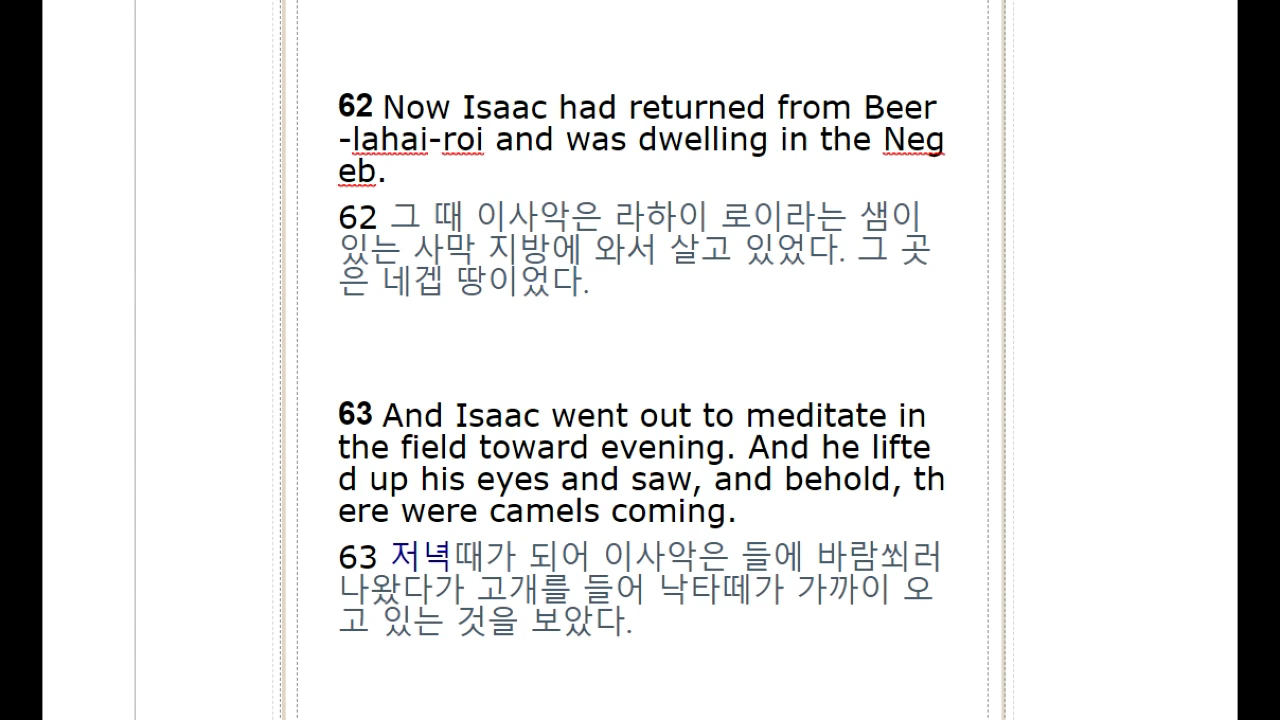 62 Now Isaac had returned from Beer
-lahai-roi and was dwelling in the Neg
eb.
62 그 때 이사악은 라하이 로이라는 샘이
있는 사막 지방에 와서 살고 있었다. 그 곳
은 네겝 땅이었다.
63 And Isaac went out to meditate in
the field toward evening. And he lifte
d up his eyes and saw, and behold, th
ere were camels coming.
63 저녁때가 되어 이사악은 들에 바람쐬러
나왔다가 고개를 들어 낙타떼가 가까이 오
고 있는 것을 보았다.